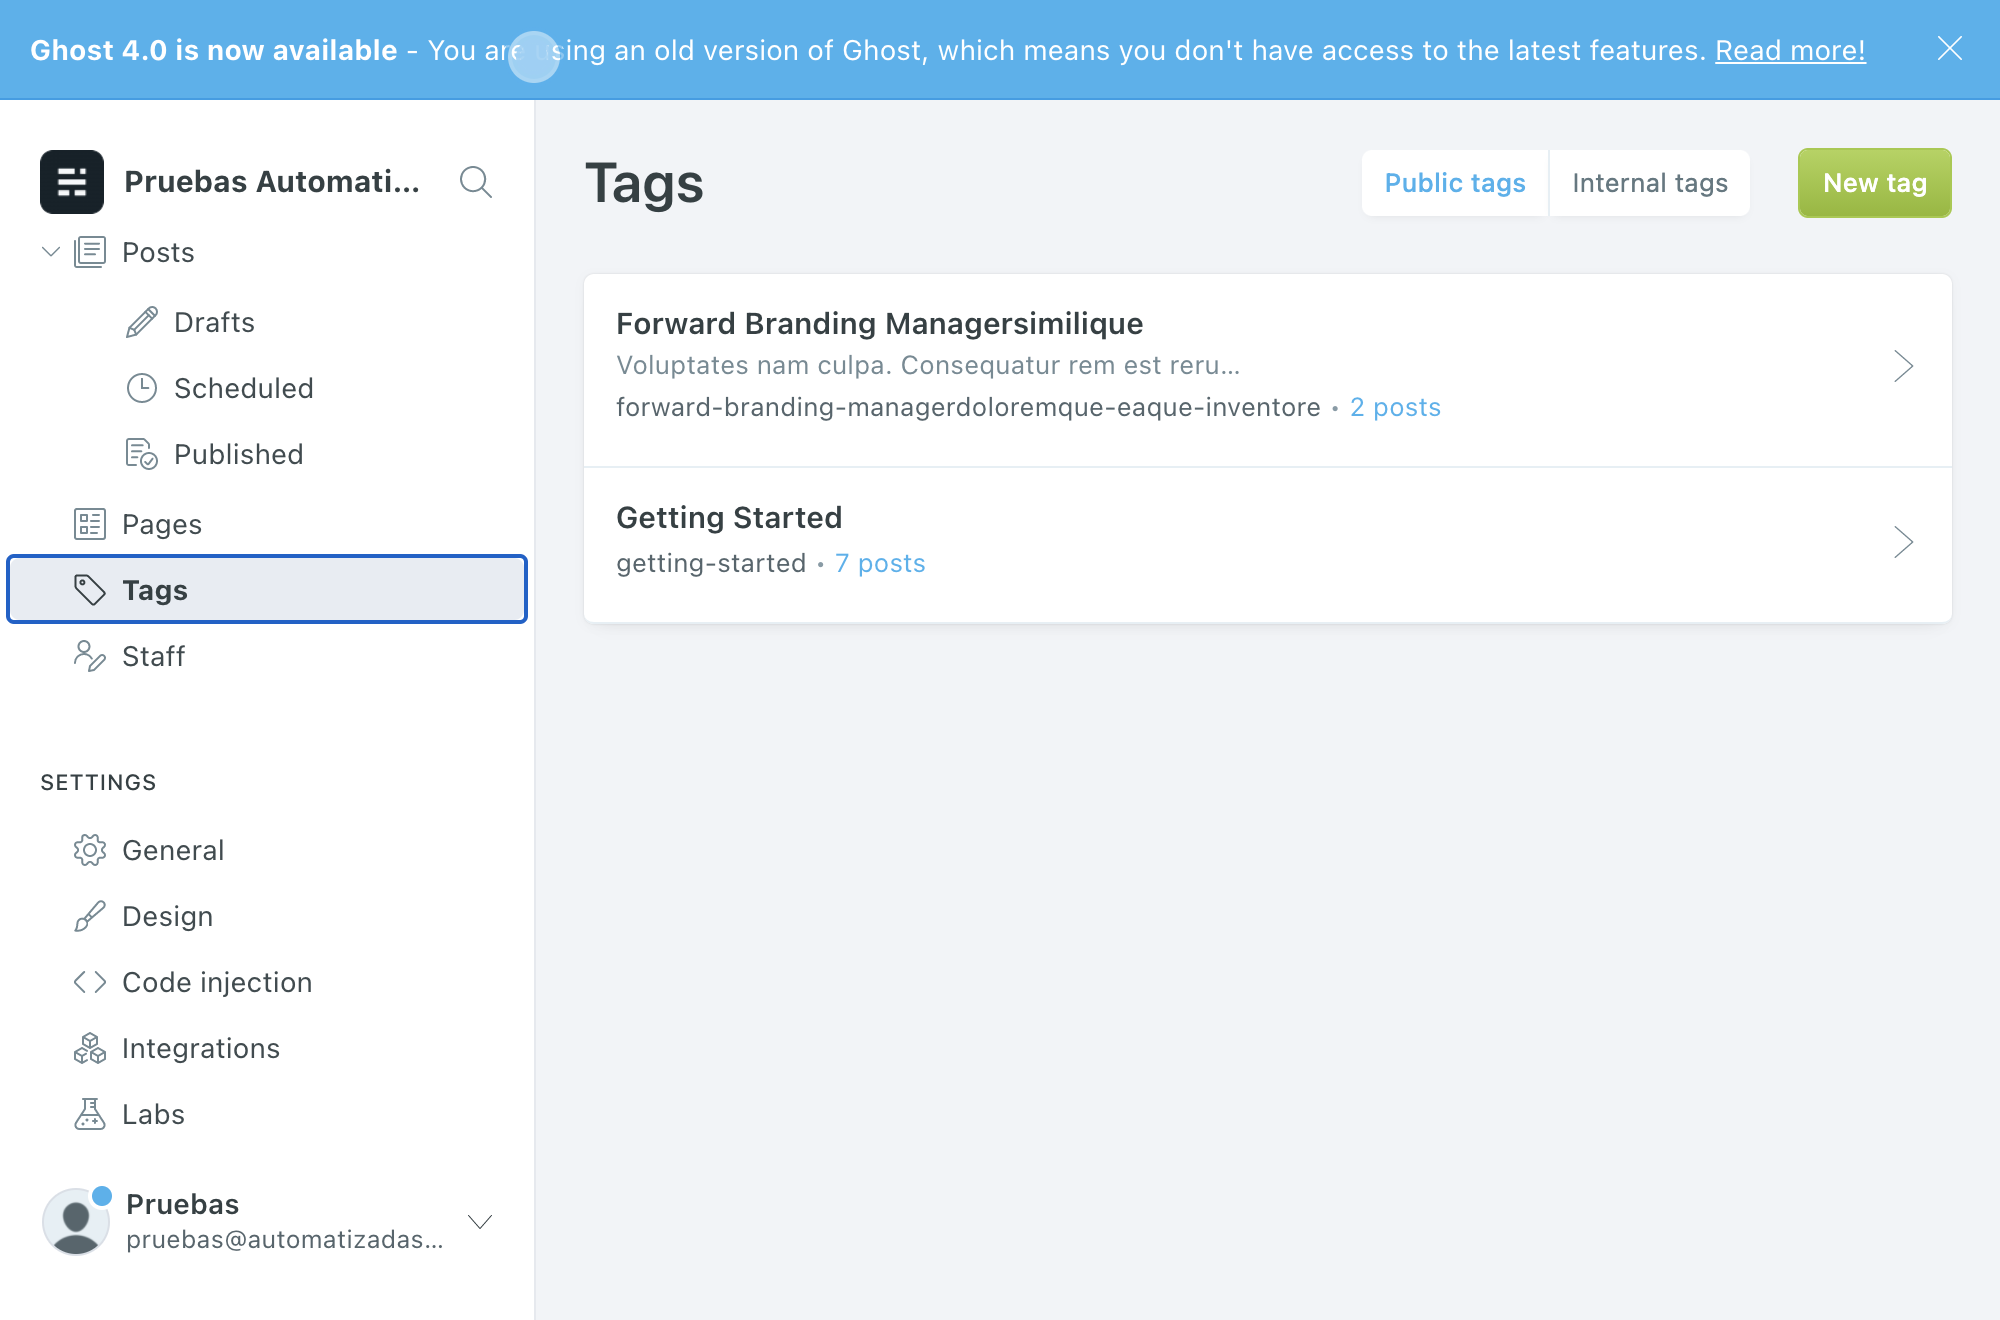 Ghost 4.0 is now available - You are using an old version of Ghost, which means you don't have access to the latest features. Read more!
Pruebas Automati...
Posts
Drafts
Scheduled
Published
Pages
Tags
Staff
SETTINGS
General
Design
Code injection
Integrations
Labs
Pruebas
pruebas@automatizadas...
Tags
Public tags
Internal tags
New tag
Forward Branding Managersimilique
Voluptates nam culpa. Consequatur rem est reru...
forward-branding-managerdoloremque-eaque-inventore • 2 posts
Getting Started
getting-started • 7 posts